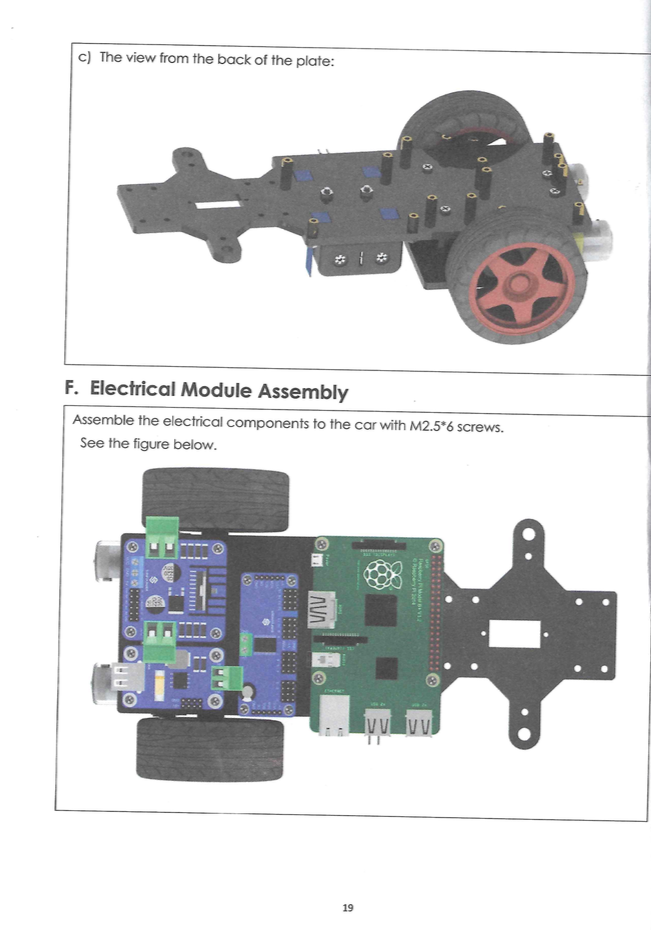 c) The view from the back of the plate:
F. Electrical Module Assembly
Assemble the electrical components to the car with M2.5*6 screws.
See the figure below.
19